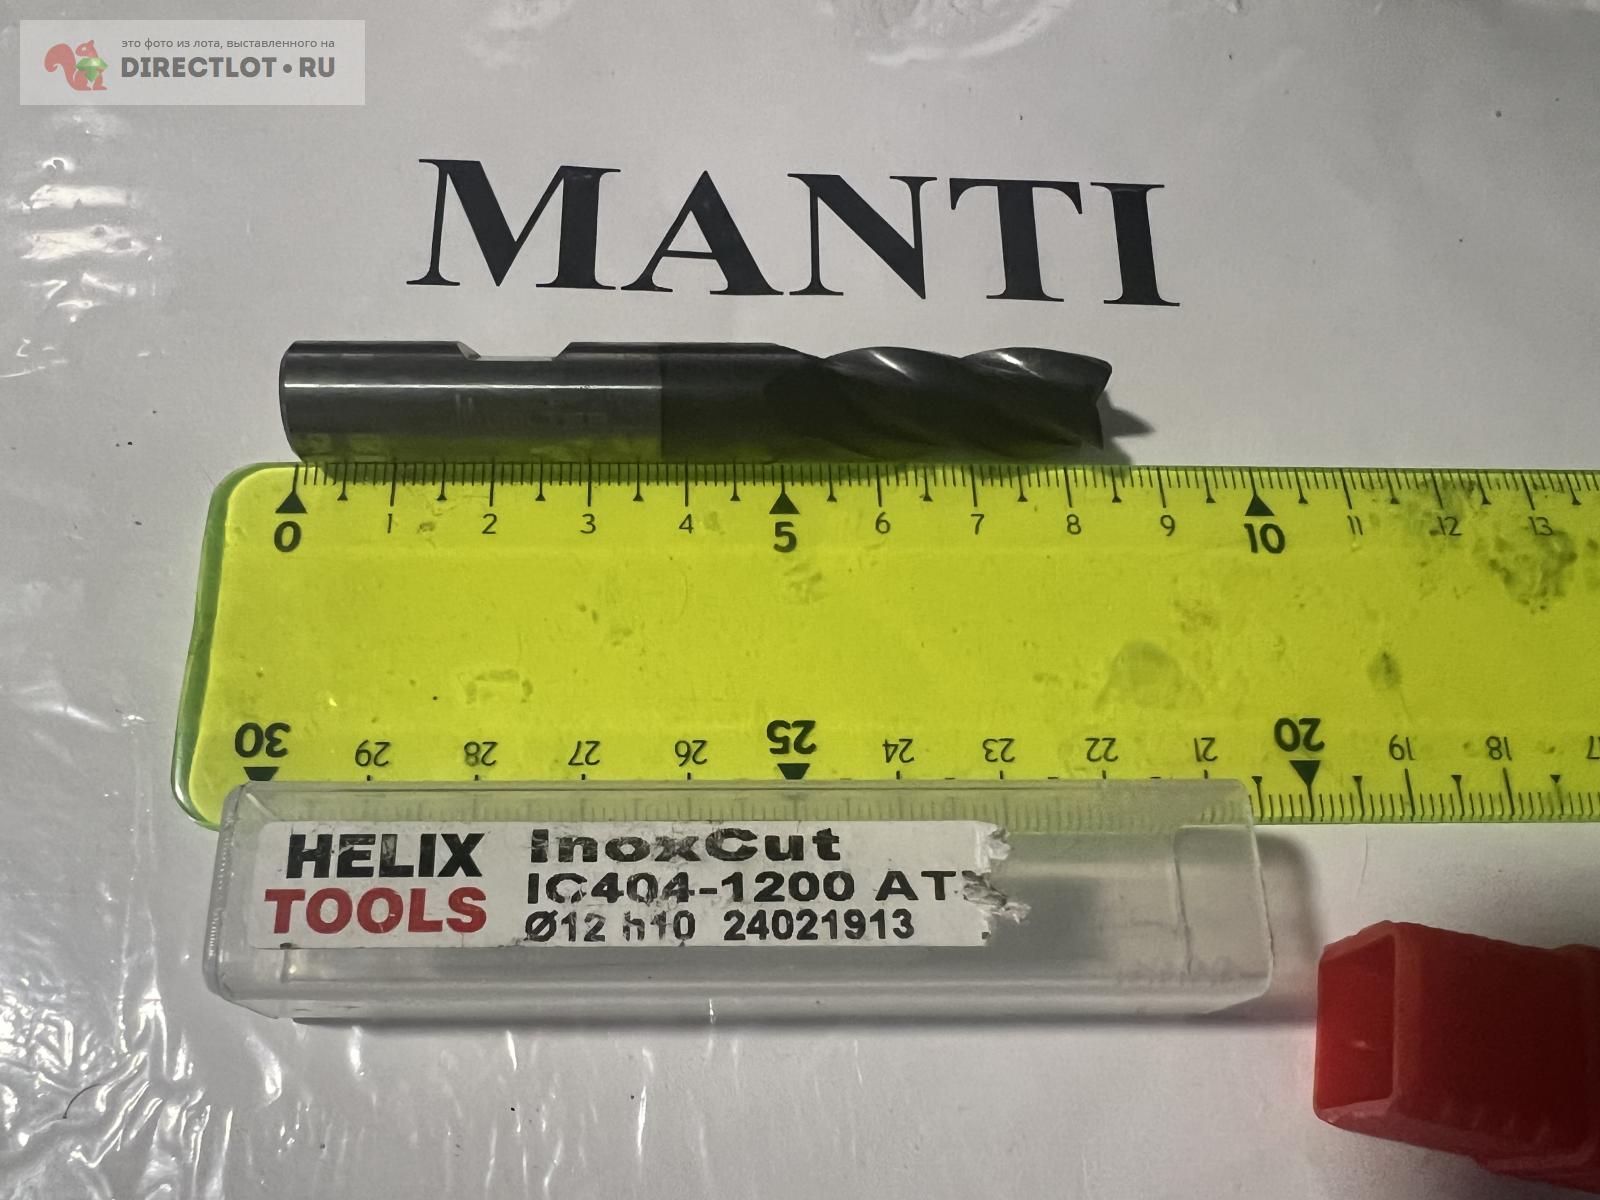 это фото из лота, выставленного на
DIRECTLOT•RU
MANTI
0 1 2 3 4 5 6 7 8 9 10 11 12 13
30 29 28 27 26 25 24 23 22 21 20 19 18 17
HELIX
TOOLS
InoxCut
IC404-1200
Ø12 h10 24021913